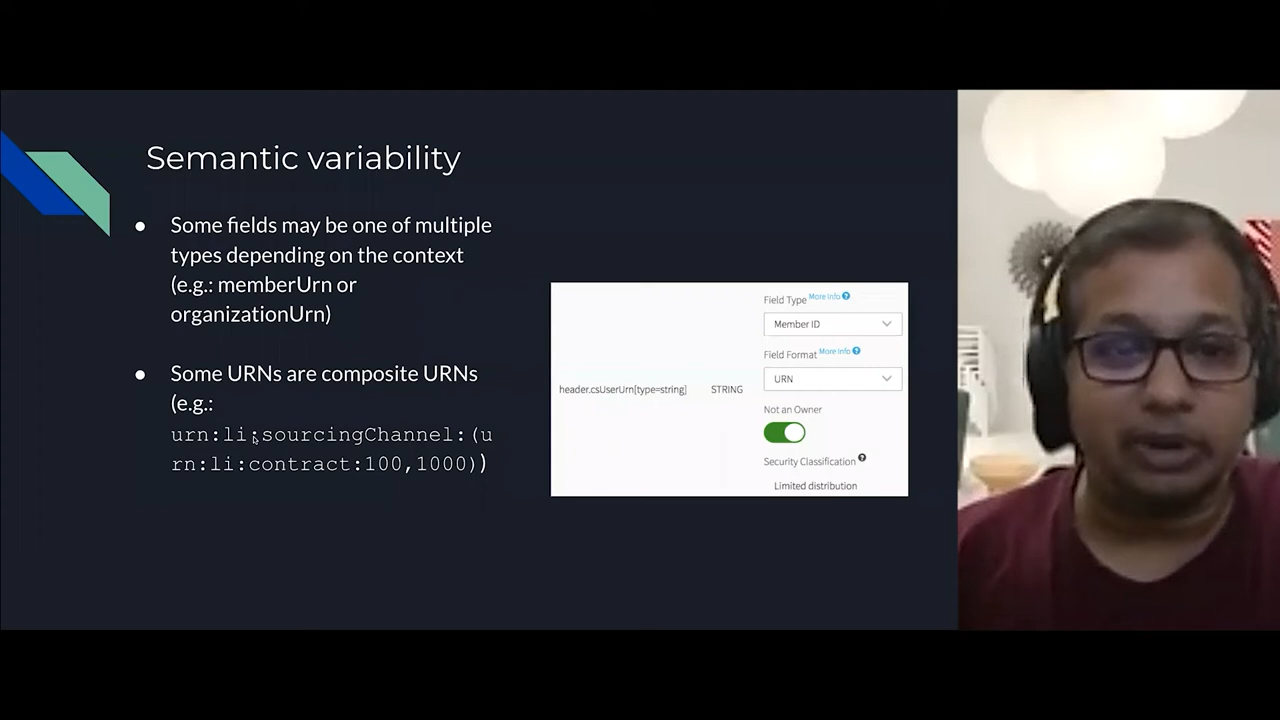 Semantic variability
● Some fields may be one of multiple
types depending on the context
(e.g.: memberUrn or
organizationUrn)
● Some URNs are composite URNs
(e.g.:
urn:li:sourcingChannel:(u
rn:li:contract:100,1000))
header.csUserUrn[type=string]
STRING
Field Type More Info ?
Member ID
Field Format More Info ?
URN
Not an Owner
Security Classification ?
Limited distribution